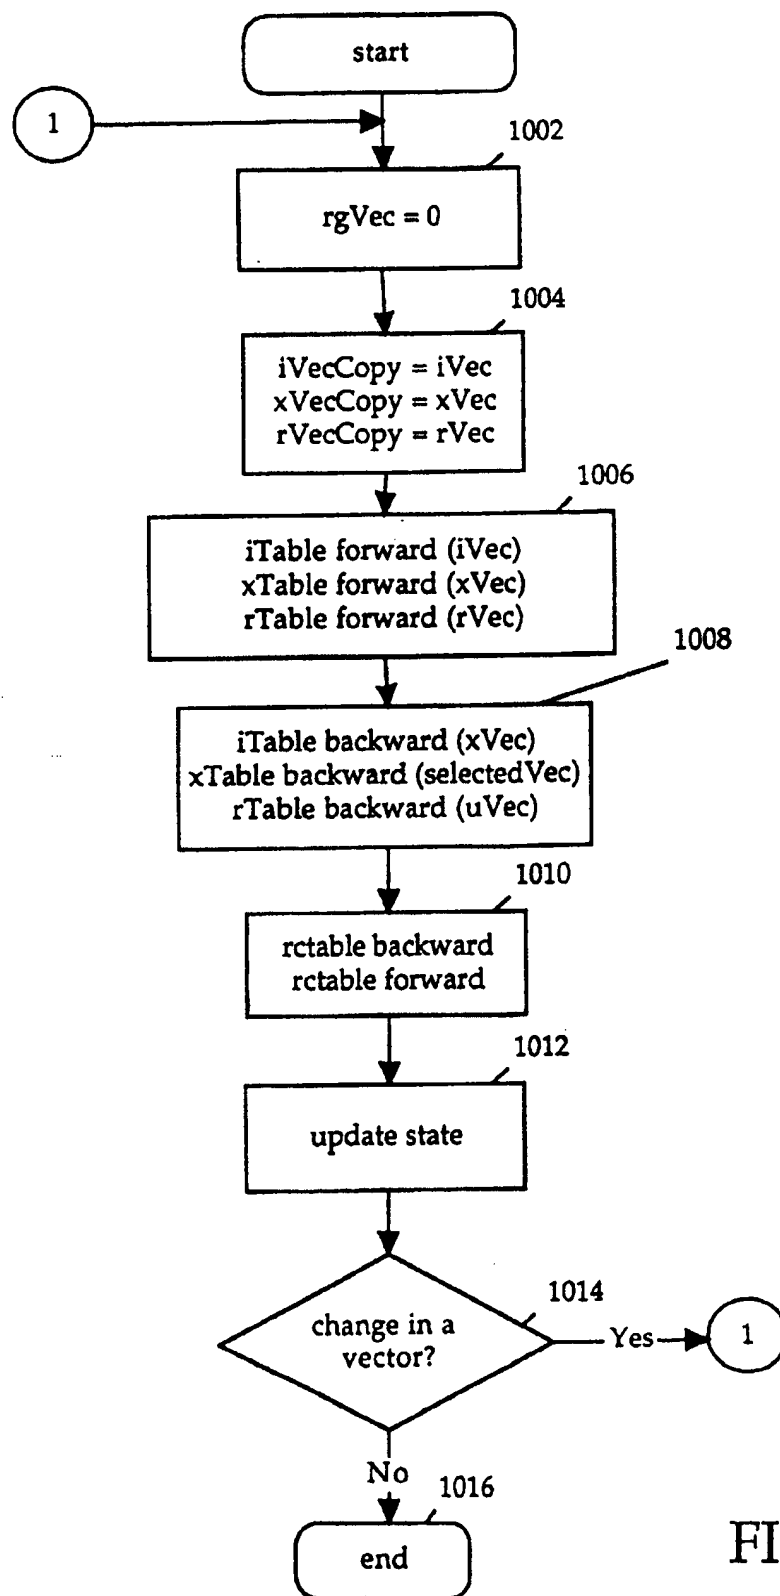 start
1
1002
rgVec = 0
1004
iVecCopy = iVec
xVecCopy = xVec
rVecCopy = rVec
1006
iTable forward (iVec)
xTable forward (xVec)
rTable forward (rVec)
1008
iTable backward (xVec)
xTable backward (selectedVec)
rTable backward (uVec)
1010
rctable backward
rctable forward
1012
update state
1014
change in a
vector?
Yes
1
No
1016
end
FI